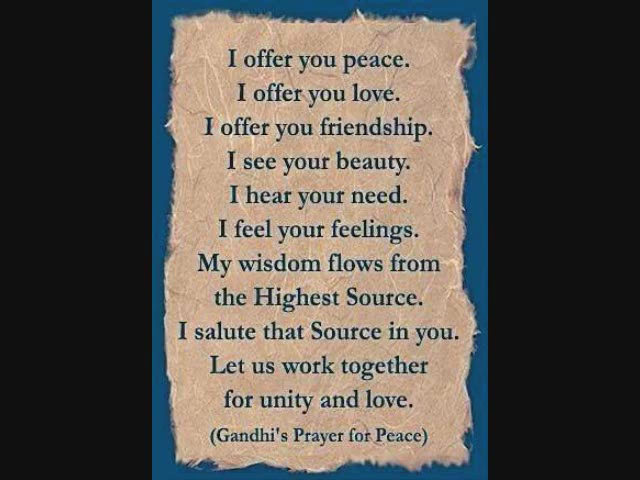 I offer you peace.
I offer you love.
I offer you friendship.
I see your beauty.
I hear your need.
I feel your feelings.
My wisdom flows from
the Highest Source.
I salute that Source in you.
Let us work together
for unity and love.
(Gandhi's Prayer for Peace)